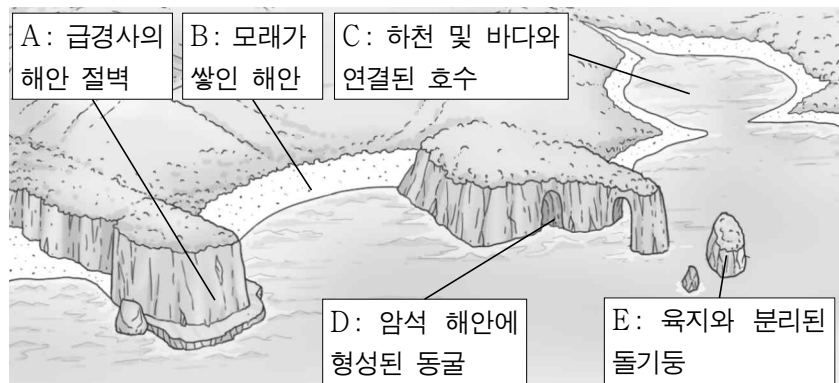 A: 급경사의
해안 절벽
B: 모래가
쌓인 해안
C: 하천 및 바다와
연결된 호수
D: 암석 해안에
형성된 동굴
E: 육지와 분리된
돌기둥